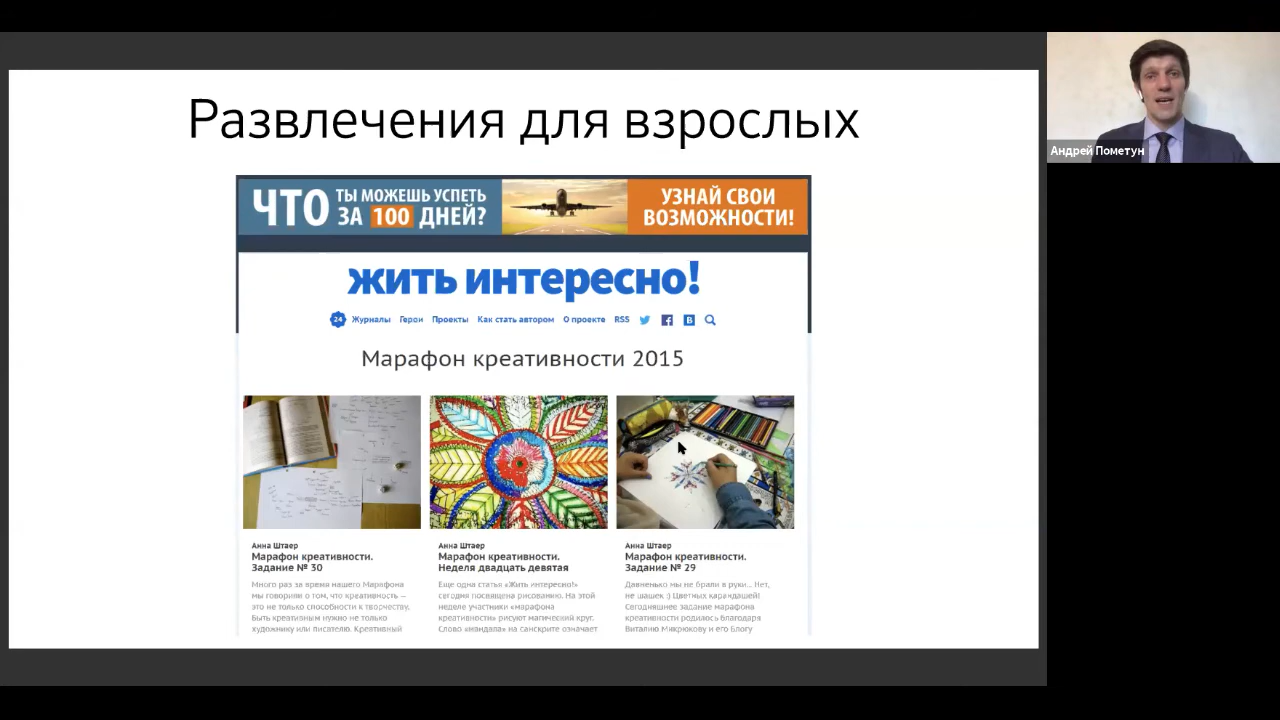 Развлечения для взрослых
Андрей Пометун
ЧТО ТЫ МОЖЕШЬ УСПЕТЬ
ЗА 100 ДНЕЙ?
УЗНАЙ СВОИ
ВОЗМОЖНОСТИ!
жить интересно!
24 Журналы Герои Проекты Как стать автором О проекте RSS
Марафон креативности 2015
Анна Штаер
Марафон креативности.
Задание № 30
Много раз за время нашего Марафона
мы говорили о том, что креативность —
это не только способности к творчеству.
Быть креативным нужно не только
художнику или писателю. Креативный
Анна Штаер
Марафон креативности.
Неделя двадцать девятая
Еще одна статья «Жить интересно!»
сегодня посвящена рисованию. На этой
неделе участники «марафона
креативности» рисуют магический круг.
Слово «мандала» на санскрите означает
Анна Штаер
Марафон креативности.
Задание № 29
Давненько мы не брали в руки... Нет,
не шашек :) Цветных карандашей!
Сегодняшнее задание марафона
креативности родилось благодаря
Виталию Микрюкову и его Блогу